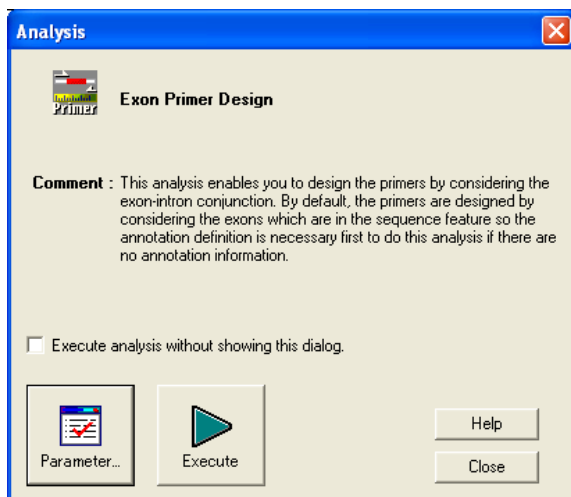 Analysis
Primer
Exon Primer Design
Comment : This analysis enables you to design the primers by considering the
exon-intron conjunction. By default, the primers are designed by
considering the exons which are in the sequence feature so the
annotation definition is necessary first to do this analysis if there are
no annotation information.
Execute analysis without showing this dialog.
Parameter...
Execute
Help
Close